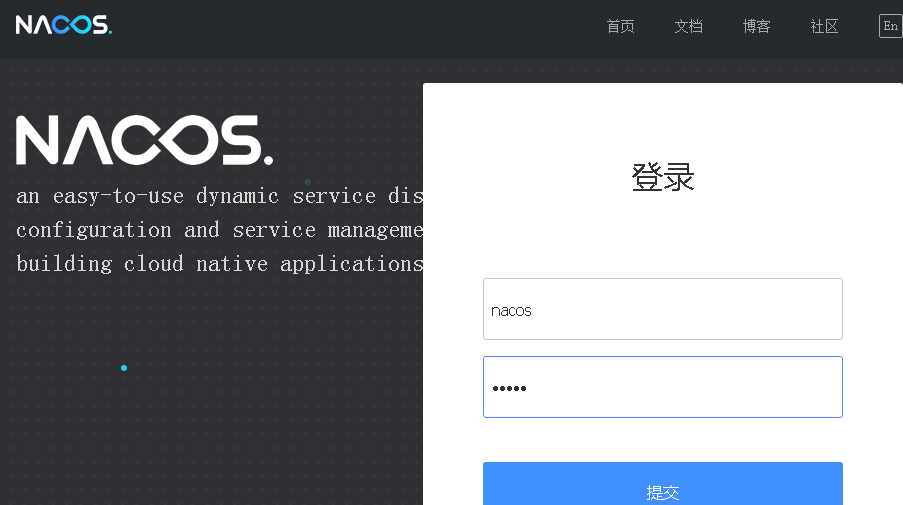 NACOS.
首页 文档 博客 社区 En
NACOS.
an easy-to-use dynamic service dis
configuration and service manageme
building cloud native applications
登录
nacos
•••••
提交